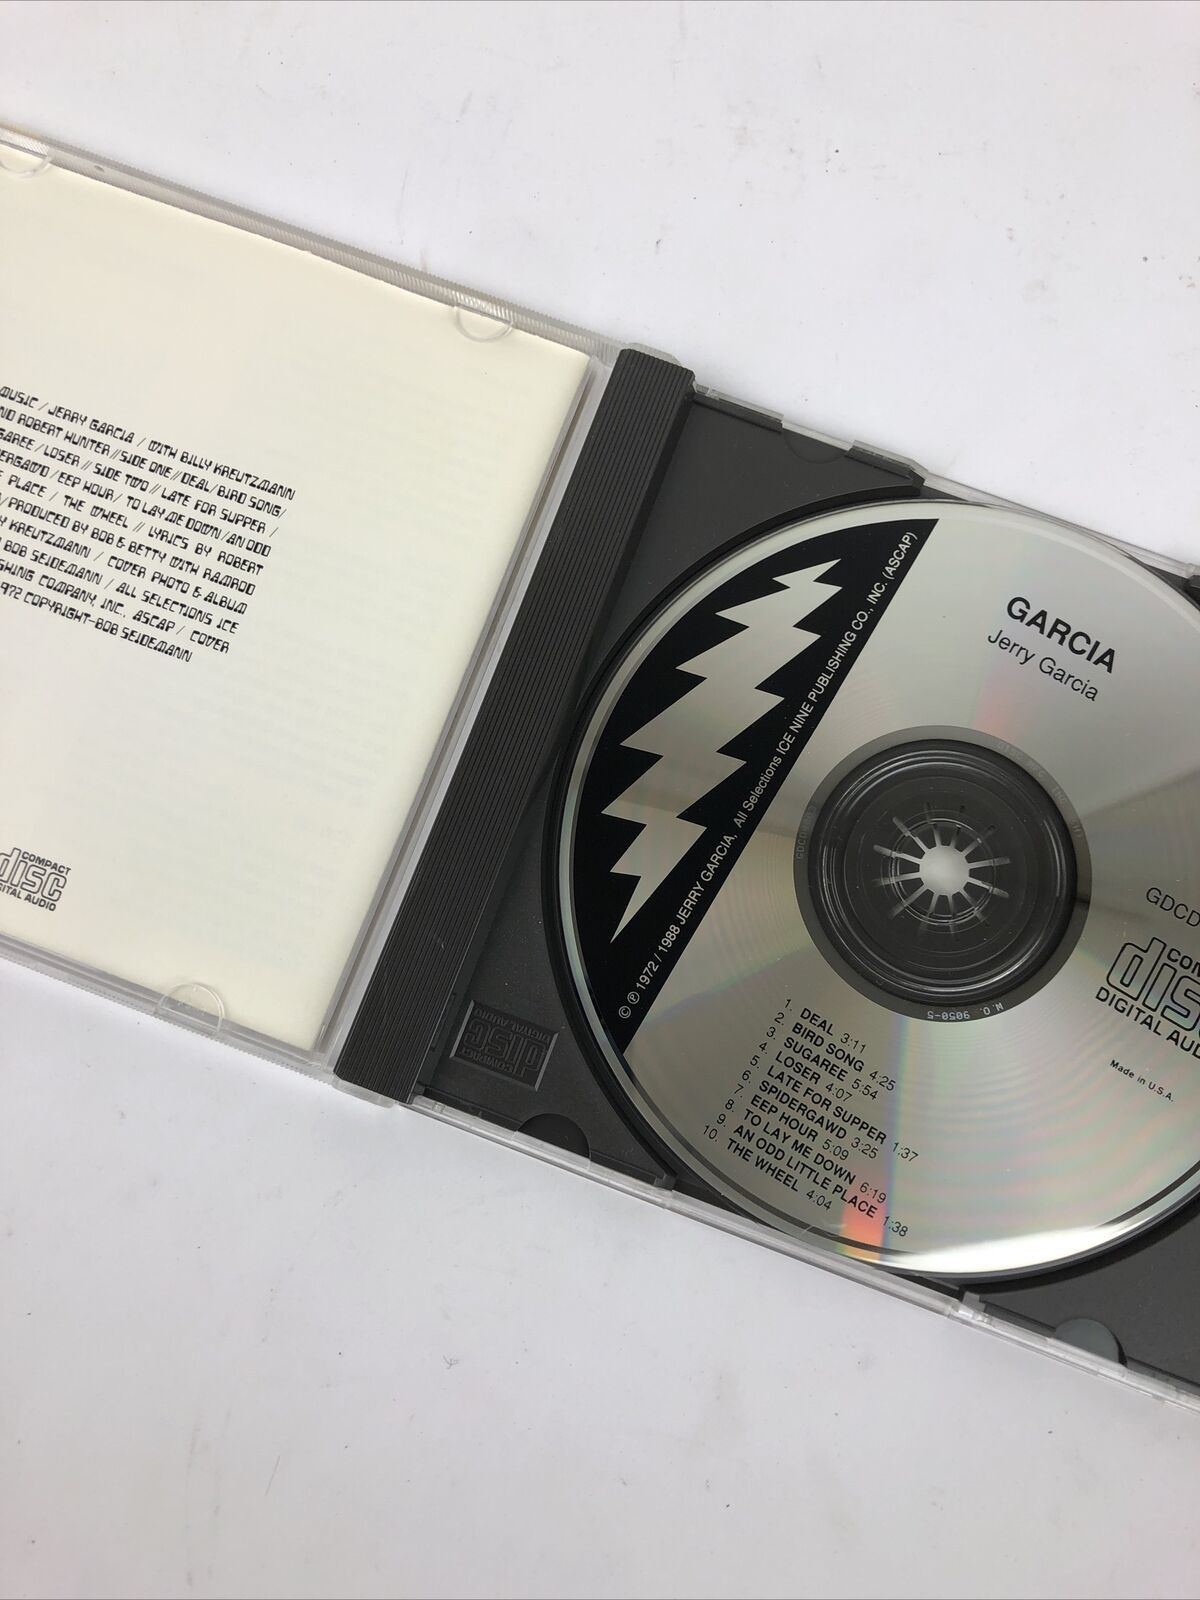 MUSIC / JERRY GARCIA / WITH BILLY KREUTZMANN
ROBERT HUNTER // SIDE ONE // DEAL / BIRD SONG /
/ LOSER // SIDE TWO // LATE FOR SUPPER /
/ EEP HOUR / TO LAY ME DOWN / AN ODD
PLACE / THE WHEEL // LYRICS BY ROBERT
/ PRODUCED BY BOB & BETTY WITH RAMROD
KREUTZMANN / COVER PHOTO & ALBUM
BOB SEIDEMANN / ALL SELECTIONS ICE
COMPANY, INC., ASCAP / COVER
COPYRIGHT-BOB SEIDEMANN
COMPACT
disc
DIGITAL AUDIO
COMPACT
disc
DIGITAL AUDIO
© ℗ 1972 / 1988 JERRY GARCIA, All Selections ICE NINE PUBLISHING CO., INC. (ASCAP)
GARCIA
Jerry Garcia
GDCD
disc
DIGITAL
Made in U.S.A.
W.O. 9050-5
1. DEAL 3:11
2. BIRD SONG 4:25
3. SUGAREE 5:54
4. LOSER 4:07
5. LATE FOR SUPPER 1:37
6. SPIDERGAWD 3:25
7. EEP HOUR 5:09
8. TO LAY ME DOWN 6:19
9. AN ODD LITTLE PLACE 1:38
10. THE WHEEL 4:04